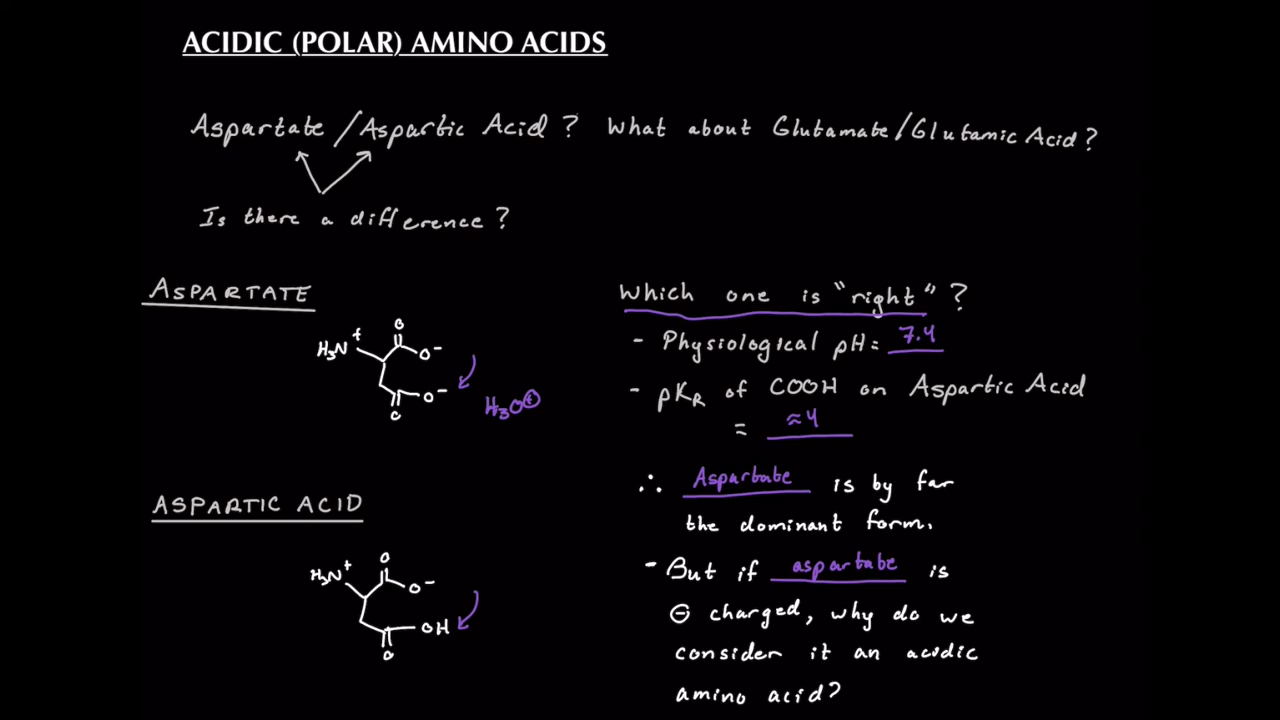 ACIDIC (POLAR) AMINO ACIDS
Aspartate / Aspartic Acid ? What about Glutamate/Glutamic Acid?
Is there a difference ?
ASPARTATE
O
H₃N⁺
O⁻
O⁻
O
H₃O⊕
ASPARTIC ACID
O
H₃N⁺
O⁻
OH
O
Which one is "right" ?
- Physiological pH = 7.4
- pKR of COOH on Aspartic Acid
= ≈4
∴ Aspartate is by far
the dominant form.
- But if aspartate is
⊖ charged, why do we
consider it an acidic
amino acid?